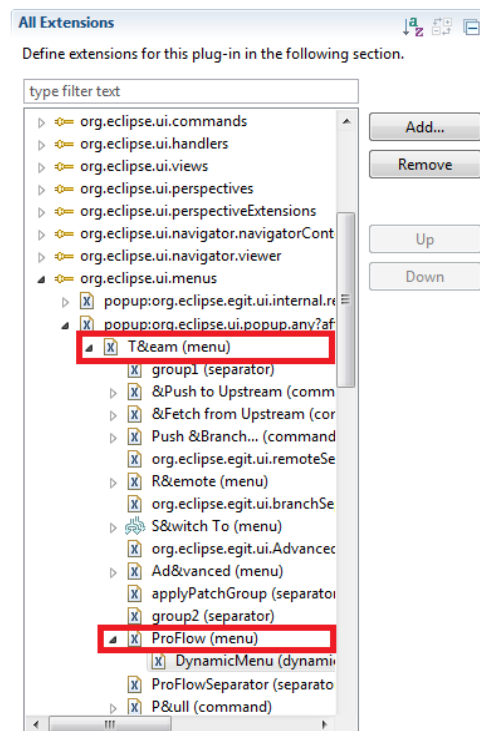 All Extensions
Define extensions for this plug-in in the following section.
type filter text
org.eclipse.ui.commands
org.eclipse.ui.handlers
org.eclipse.ui.views
org.eclipse.ui.perspectives
org.eclipse.ui.perspectiveExtensions
org.eclipse.ui.navigator.navigatorCont
org.eclipse.ui.navigator.viewer
org.eclipse.ui.menus
popup:org.eclipse.egit.ui.internal.re
popup:org.eclipse.ui.popup.any?af
T&eam (menu)
group1 (separator)
&Push to Upstream (comm
&Fetch from Upstream (cor
Push &Branch... (command
org.eclipse.egit.ui.remoteSe
R&emote (menu)
org.eclipse.egit.ui.branchSe
S&witch To (menu)
org.eclipse.egit.ui.Advanced
Ad&vanced (menu)
applyPatchGroup (separator
group2 (separator)
ProFlow (menu)
DynamicMenu (dynamic
ProFlowSeparator (separato
P&ull (command)
Add...
Remove
Up
Down